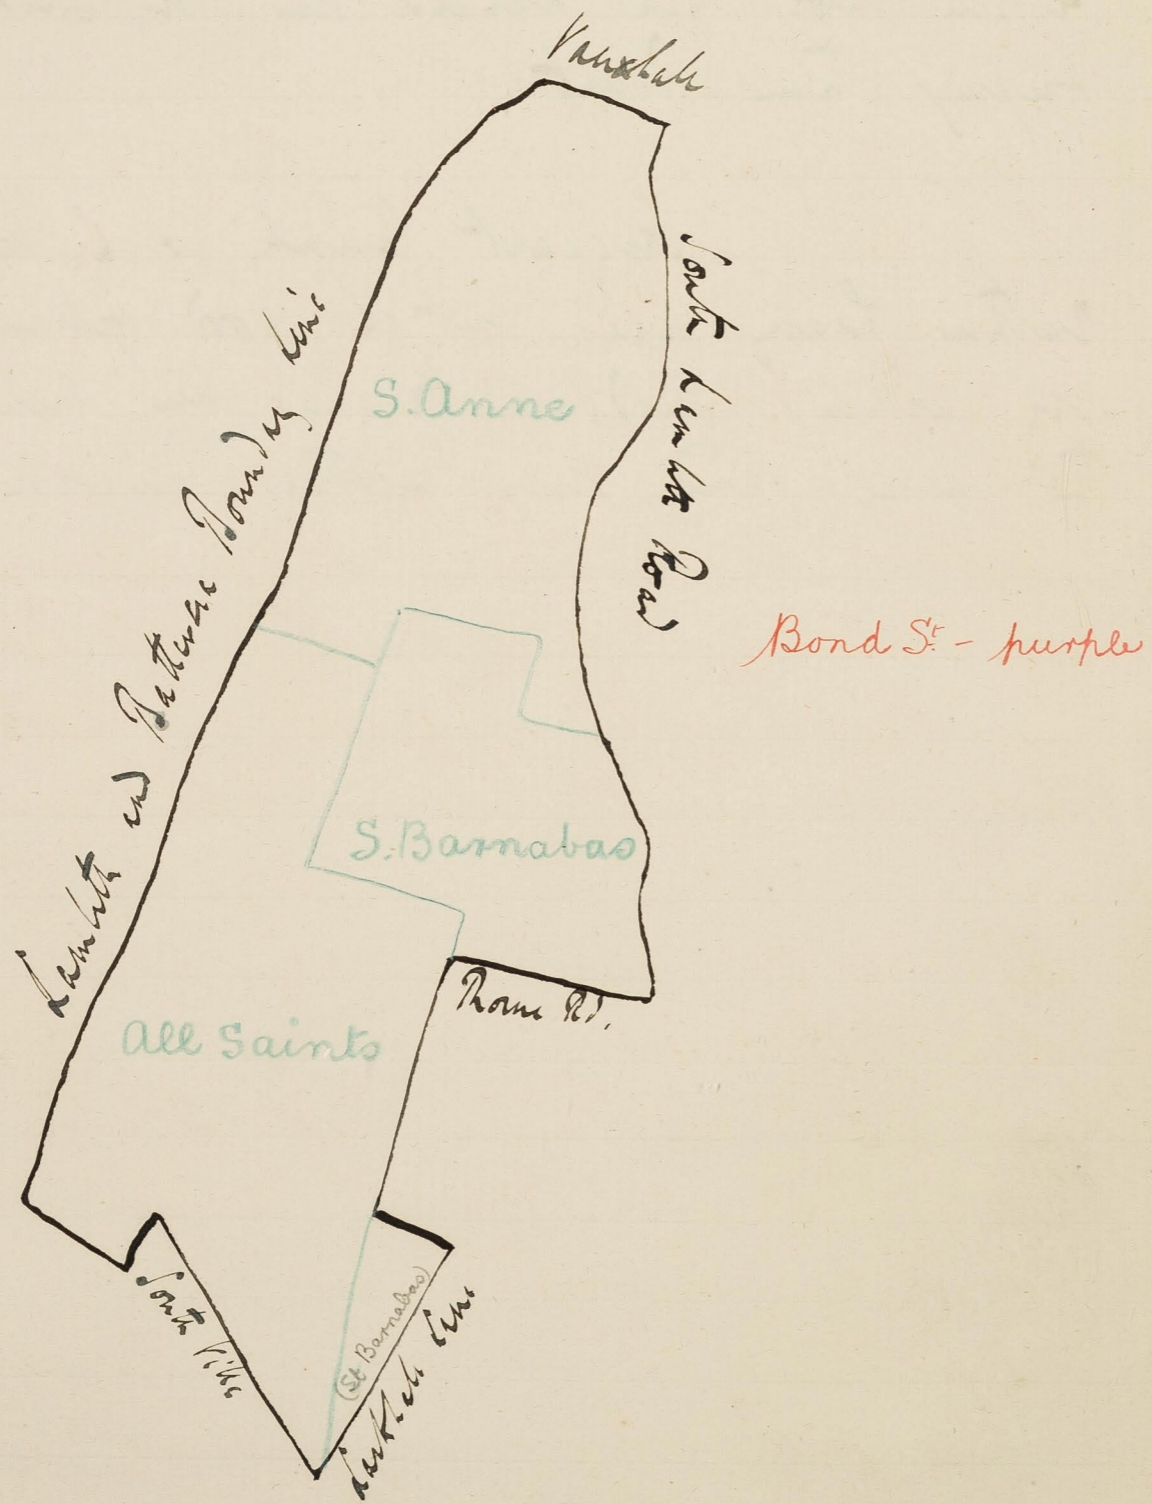 Vauxhall
South Lambeth Road
Lambeth and Battersea Boundary Line
S. Anne
Bond St. - purple
S. Barnabas
Thorne Rd.
All Saints
South Ville
(St Barnabas)
Larkhall Lane